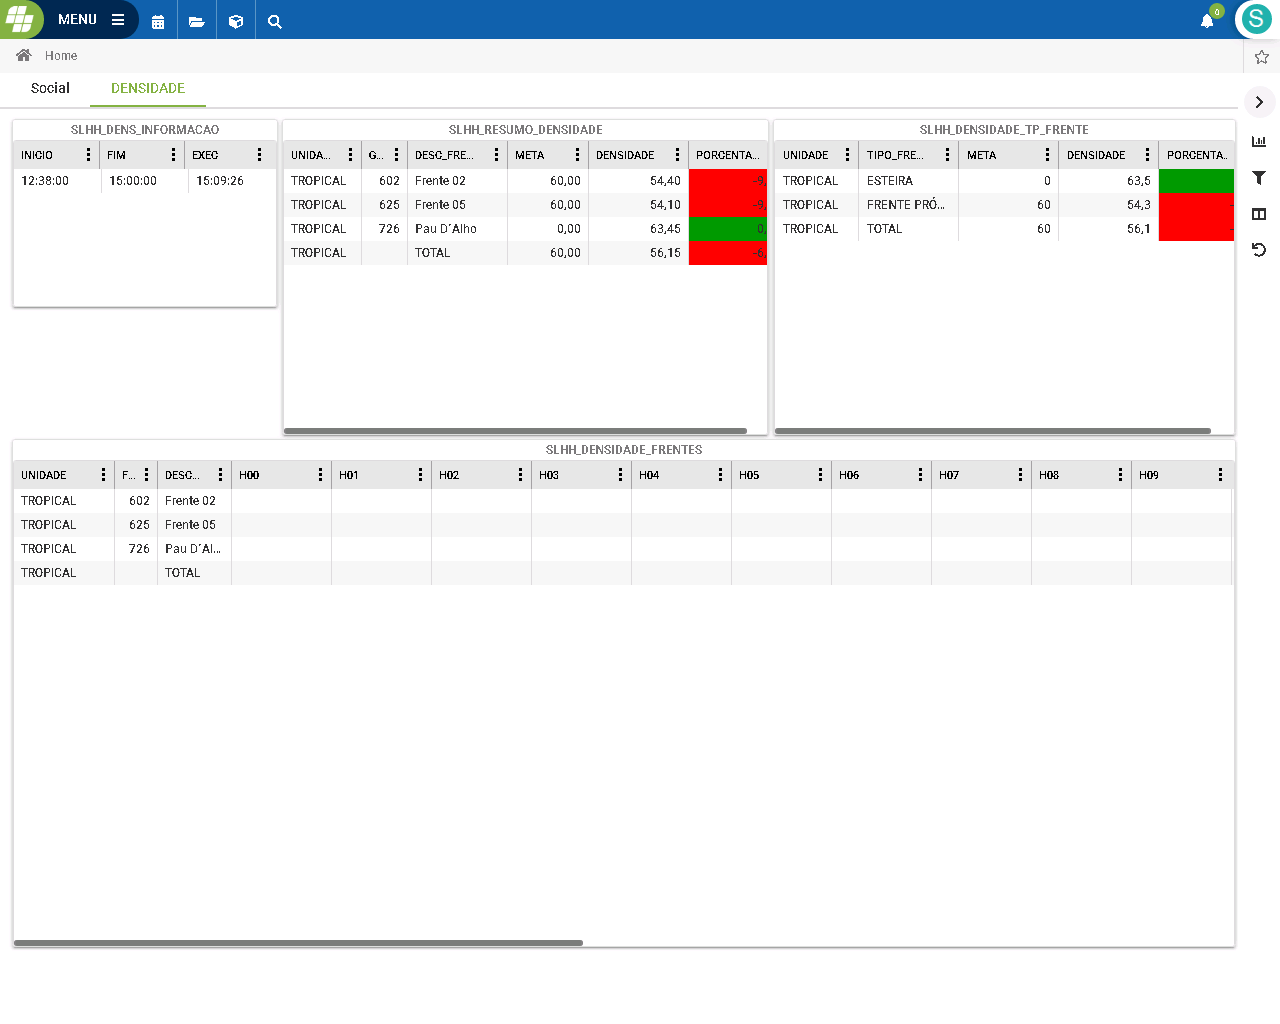 MENU
0
S
Home
Social DENSIDADE
SLHH_DENS_INFORMACAO
INICIO FIM EXEC
12:38:00 15:00:00 15:09:26
SLHH_RESUMO_DENSIDADE
UNIDA... G... DESC_FRE... META DENSIDADE PORCENTA...
TROPICAL 602 Frente 02 60,00 54,40 -9
TROPICAL 625 Frente 05 60,00 54,10 -9
TROPICAL 726 Pau D´Alho 0,00 63,45 0
TROPICAL TOTAL 60,00 56,15 -6
SLHH_DENSIDADE_TP_FRENTE
UNIDADE TIPO_FRE... META DENSIDADE PORCENTA..
TROPICAL ESTEIRA 0 63,5
TROPICAL FRENTE PRÓ... 60 54,3
TROPICAL TOTAL 60 56,1
SLHH_DENSIDADE_FRENTES
UNIDADE F... DESC... H00 H01 H02 H03 H04 H05 H06 H07 H08 H09
TROPICAL 602 Frente 02
TROPICAL 625 Frente 05
TROPICAL 726 Pau D´Al...
TROPICAL TOTAL